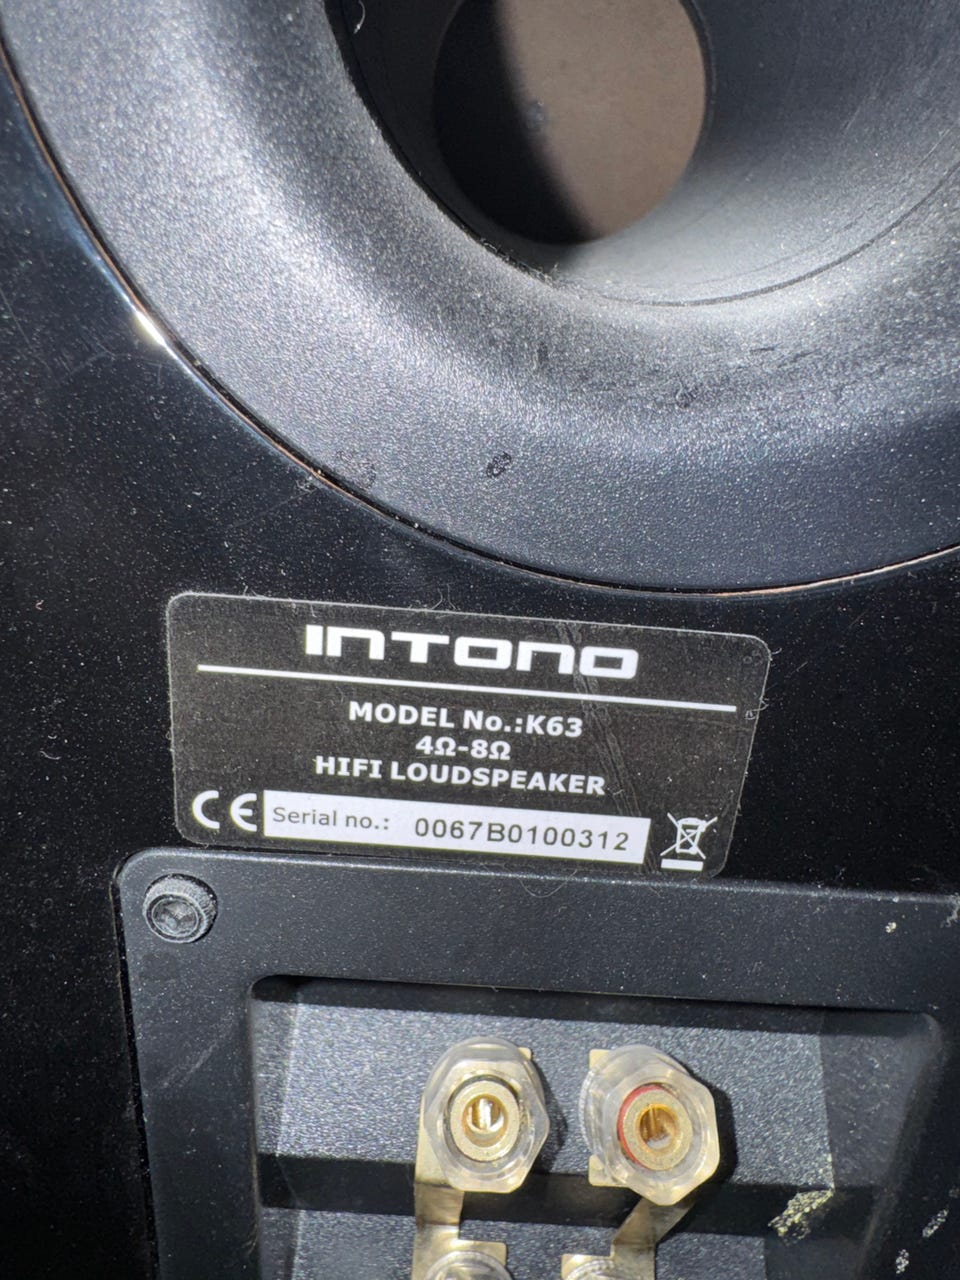 INTONO
MODEL No.:K63
4Ω-8Ω
HIFI LOUDSPEAKER
CE Serial no.: 0067B0100312